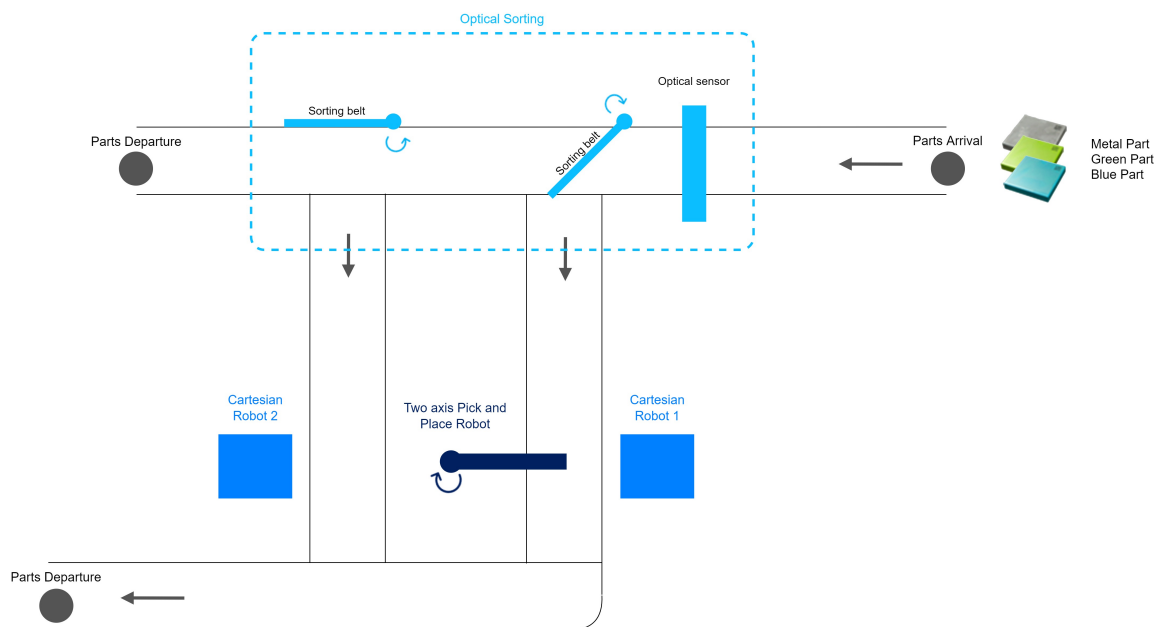 Optical Sorting
Optical sensor
Sorting belt
Sorting belt
Parts Departure
Parts Arrival
Metal Part
Green Part
Blue Part
Cartesian
Robot 2
Two axis Pick and
Place Robot
Cartesian
Robot 1
Parts Departure